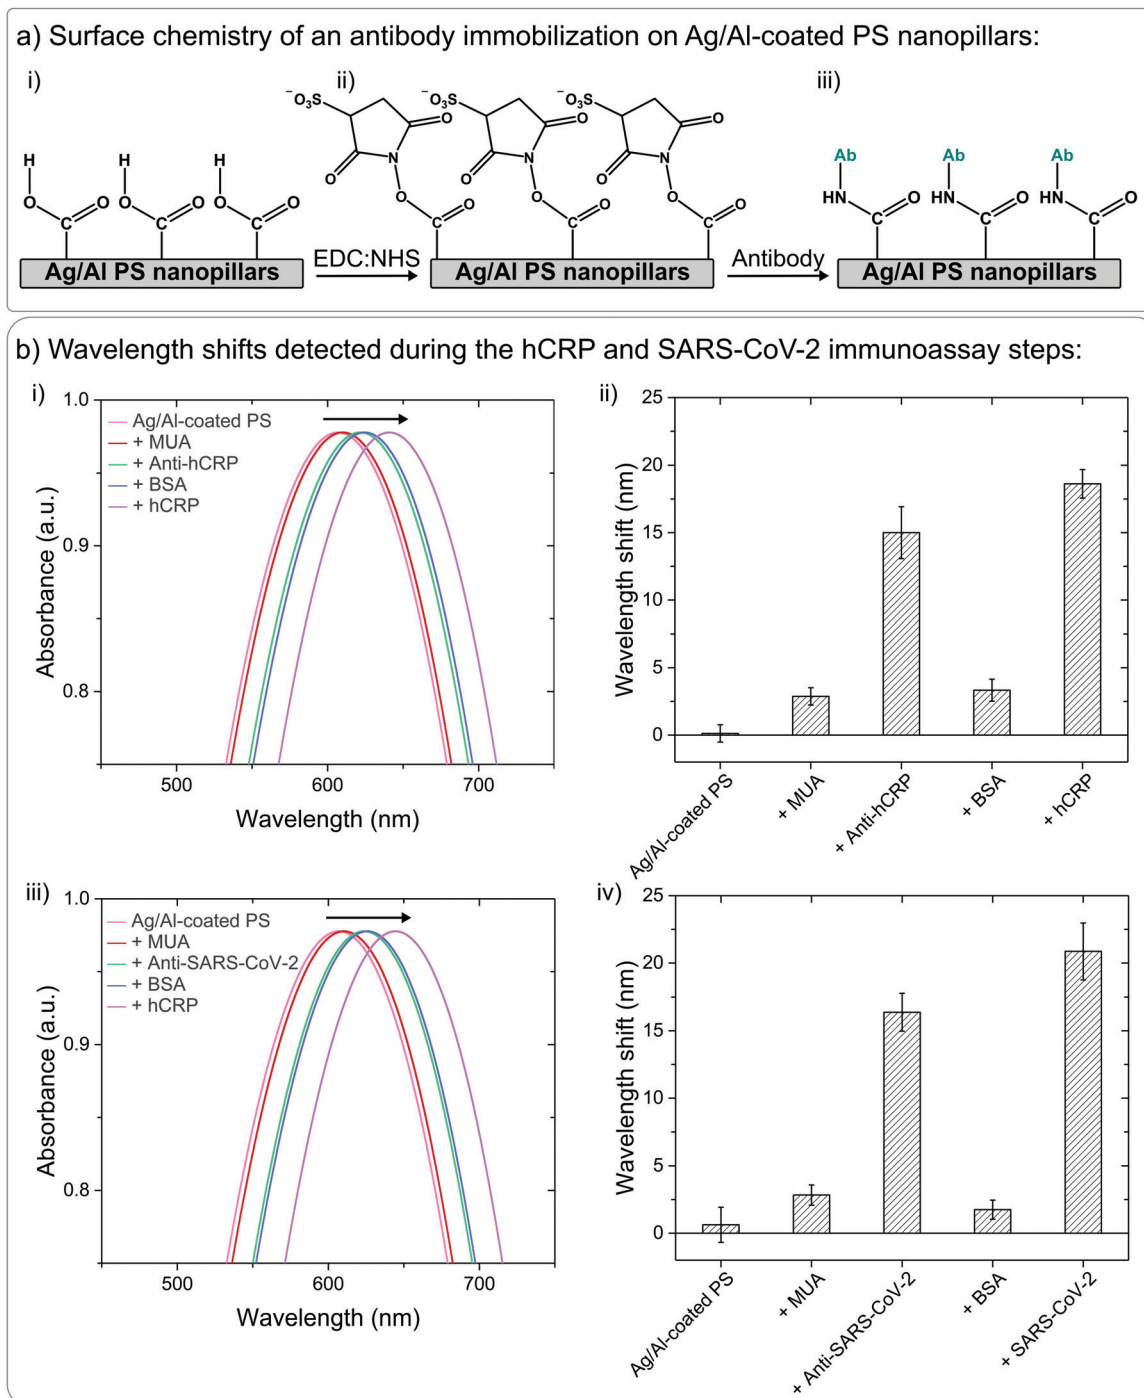 a) Surface chemistry of an antibody immobilization on Ag/Al-coated PS nanopillars:
i)
ii)
iii)
H
H
H
O
C
O
O
C
O
O
C
O
Ag/Al PS nanopillars
EDC:NHS
⁻O₃S
O
N
O
O
C
O
⁻O₃S
O
N
O
O
C
O
⁻O₃S
O
N
O
O
C
O
Ag/Al PS nanopillars
Antibody
Ab
Ab
Ab
HN
C
O
HN
C
O
HN
C
O
Ag/Al PS nanopillars
b) Wavelength shifts detected during the hCRP and SARS-CoV-2 immunoassay steps:
i)
1.0
0.9
0.8
Absorbance (a.u.)
Ag/Al-coated PS
+ MUA
+ Anti-hCRP
+ BSA
+ hCRP
500
600
700
Wavelength (nm)
ii)
25
20
15
10
5
0
Wavelength shift (nm)
Ag/Al-coated PS
+ MUA
+ Anti-hCRP
+ BSA
+ hCRP
iii)
1.0
0.9
0.8
Absorbance (a.u.)
Ag/Al-coated PS
+ MUA
+ Anti-SARS-CoV-2
+ BSA
+ hCRP
500
600
700
Wavelength (nm)
iv)
25
20
15
10
5
0
Wavelength shift (nm)
Ag/Al-coated PS
+ MUA
+ Anti-SARS-CoV-2
+ BSA
+ SARS-CoV-2